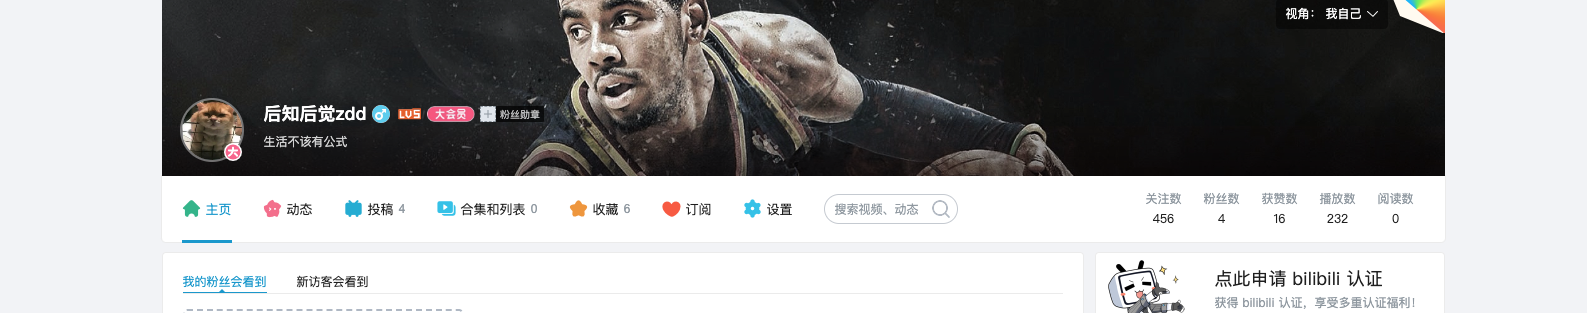 视角： 我自己
后知后觉zdd LV5 大会员 粉丝勋章
大
生活不该有公式
主页 动态 投稿 4 合集和列表 0 收藏 6 订阅 设置 搜索视频、动态
关注数 粉丝数 获赞数 播放数 阅读数
456 4 16 232 0
我的粉丝会看到 新访客会看到
点此申请 bilibili 认证
获得 bilibili 认证，享受多重认证福利！